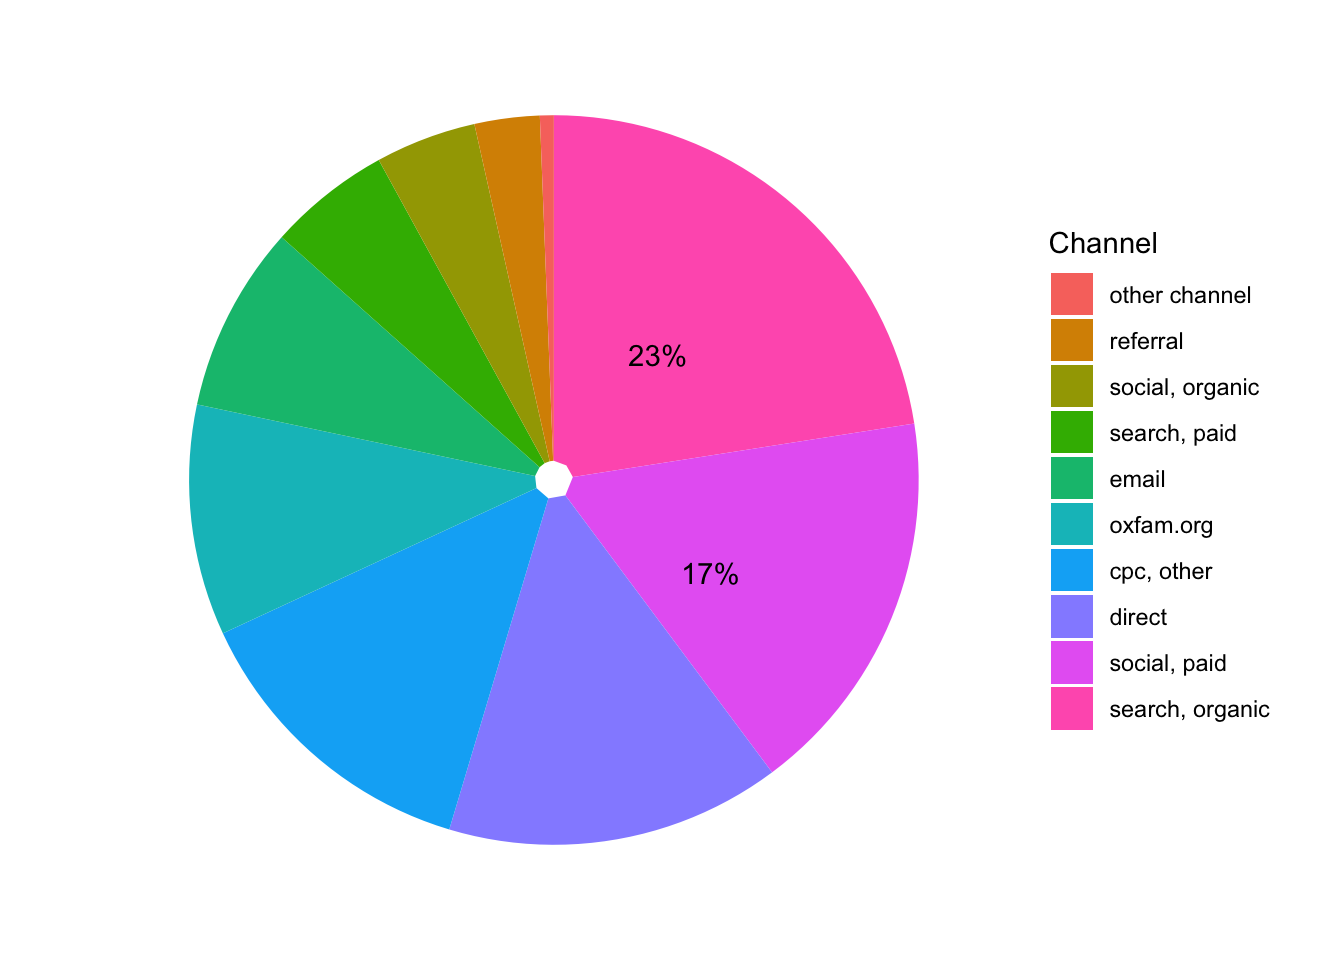 23%
17%
Channel
other channel
referral
social, organic
search, paid
email
oxfam.org
cpc, other
direct
social, paid
search, organic